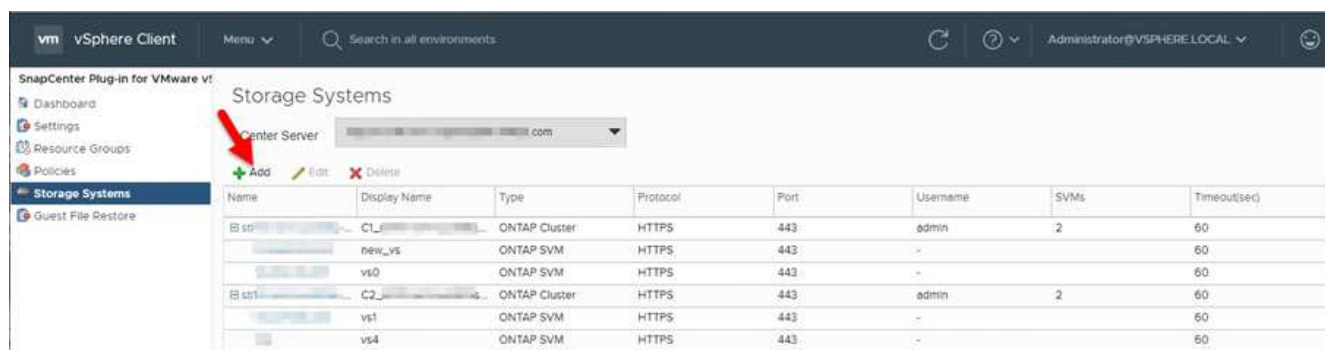 vm vSphere Client Menu Search in all environments Administrator@VSPHERE.LOCAL
SnapCenter Plug-in for VMware vS
Dashboard
Settings
Resource Groups
Policies
Storage Systems
Guest File Restore
Storage Systems
Center Server com
Add Edit Delete
Name Display Name Type Protocol Port Username SVMs Timeout(sec)
C1_ ONTAP Cluster HTTPS 443 admin 2 60
new_vs ONTAP SVM HTTPS 443 - 60
vs0 ONTAP SVM HTTPS 443 - 60
C2_ ONTAP Cluster HTTPS 443 admin 2 60
vs1 ONTAP SVM HTTPS 443 - 60
vs4 ONTAP SVM HTTPS 443 - 60